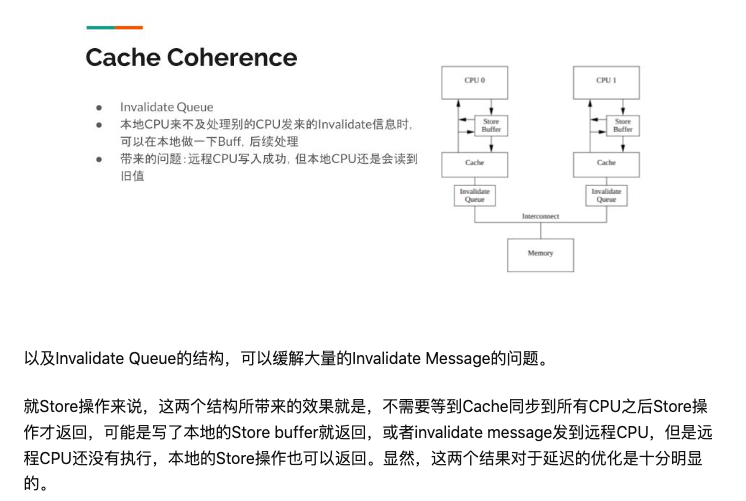 Cache Coherence
Invalidate Queue
本地CPU来不及处理别的CPU发来的Invalidate信息时,
可以在本地做一下Buff, 后续处理
带来的问题:远程CPU写入成功, 但本地CPU还是会读到
旧值
CPU 0
CPU 1
Store
Buffer
Store
Buffer
Cache
Cache
Invalidate
Queue
Invalidate
Queue
Interconnect
Memory
以及Invalidate Queue的结构，可以缓解大量的Invalidate Message的问题。
就Store操作来说，这两个结构所带来的效果就是，不需要等到Cache同步到所有CPU之后Store操
作才返回，可能是写了本地的Store buffer就返回，或者invalidate message发到远程CPU，但是远
程CPU还没有执行，本地的Store操作也可以返回。显然，这两个结果对于延迟的优化是十分明显
的。